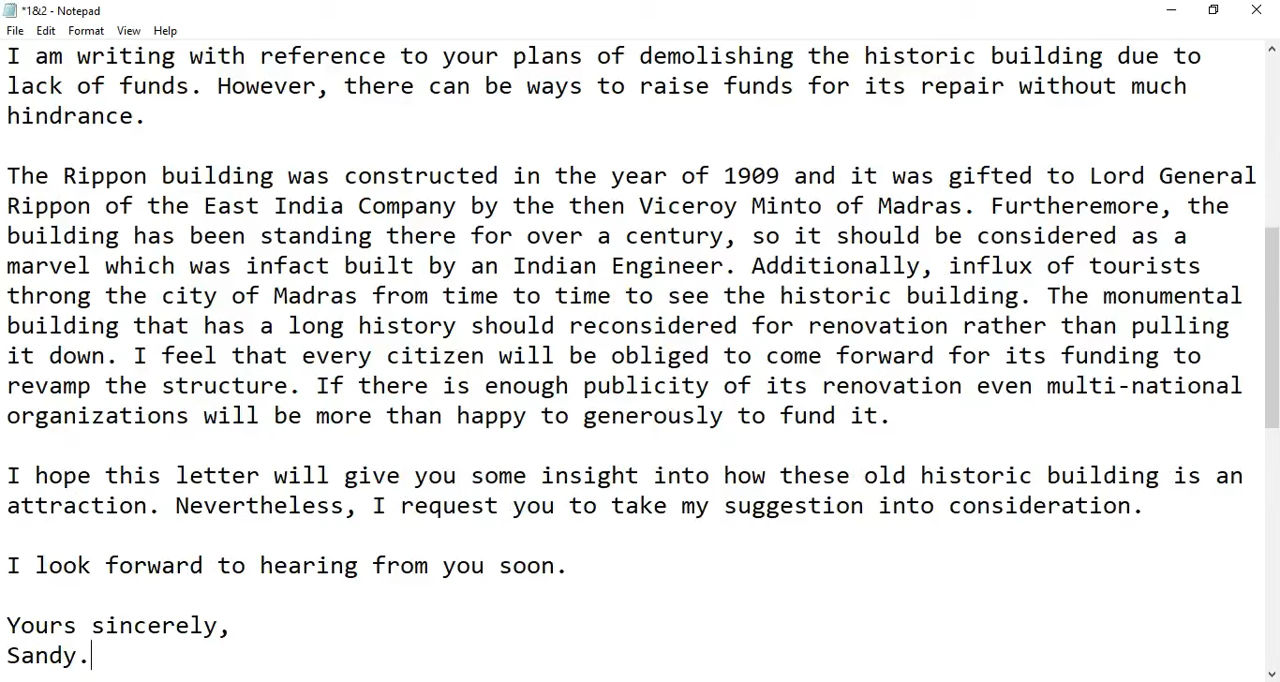 *1&2 - Notepad
File Edit Format View Help
I am writing with reference to your plans of demolishing the historic building due to
lack of funds. However, there can be ways to raise funds for its repair without much
hindrance.
The Rippon building was constructed in the year of 1909 and it was gifted to Lord General
Rippon of the East India Company by the then Viceroy Minto of Madras. Furtheremore, the
building has been standing there for over a century, so it should be considered as a
marvel which was infact built by an Indian Engineer. Additionally, influx of tourists
throng the city of Madras from time to time to see the historic building. The monumental
building that has a long history should reconsidered for renovation rather than pulling
it down. I feel that every citizen will be obliged to come forward for its funding to
revamp the structure. If there is enough publicity of its renovation even multi-national
organizations will be more than happy to generously to fund it.
I hope this letter will give you some insight into how these old historic building is an
attraction. Nevertheless, I request you to take my suggestion into consideration.
I look forward to hearing from you soon.
Yours sincerely,
Sandy.